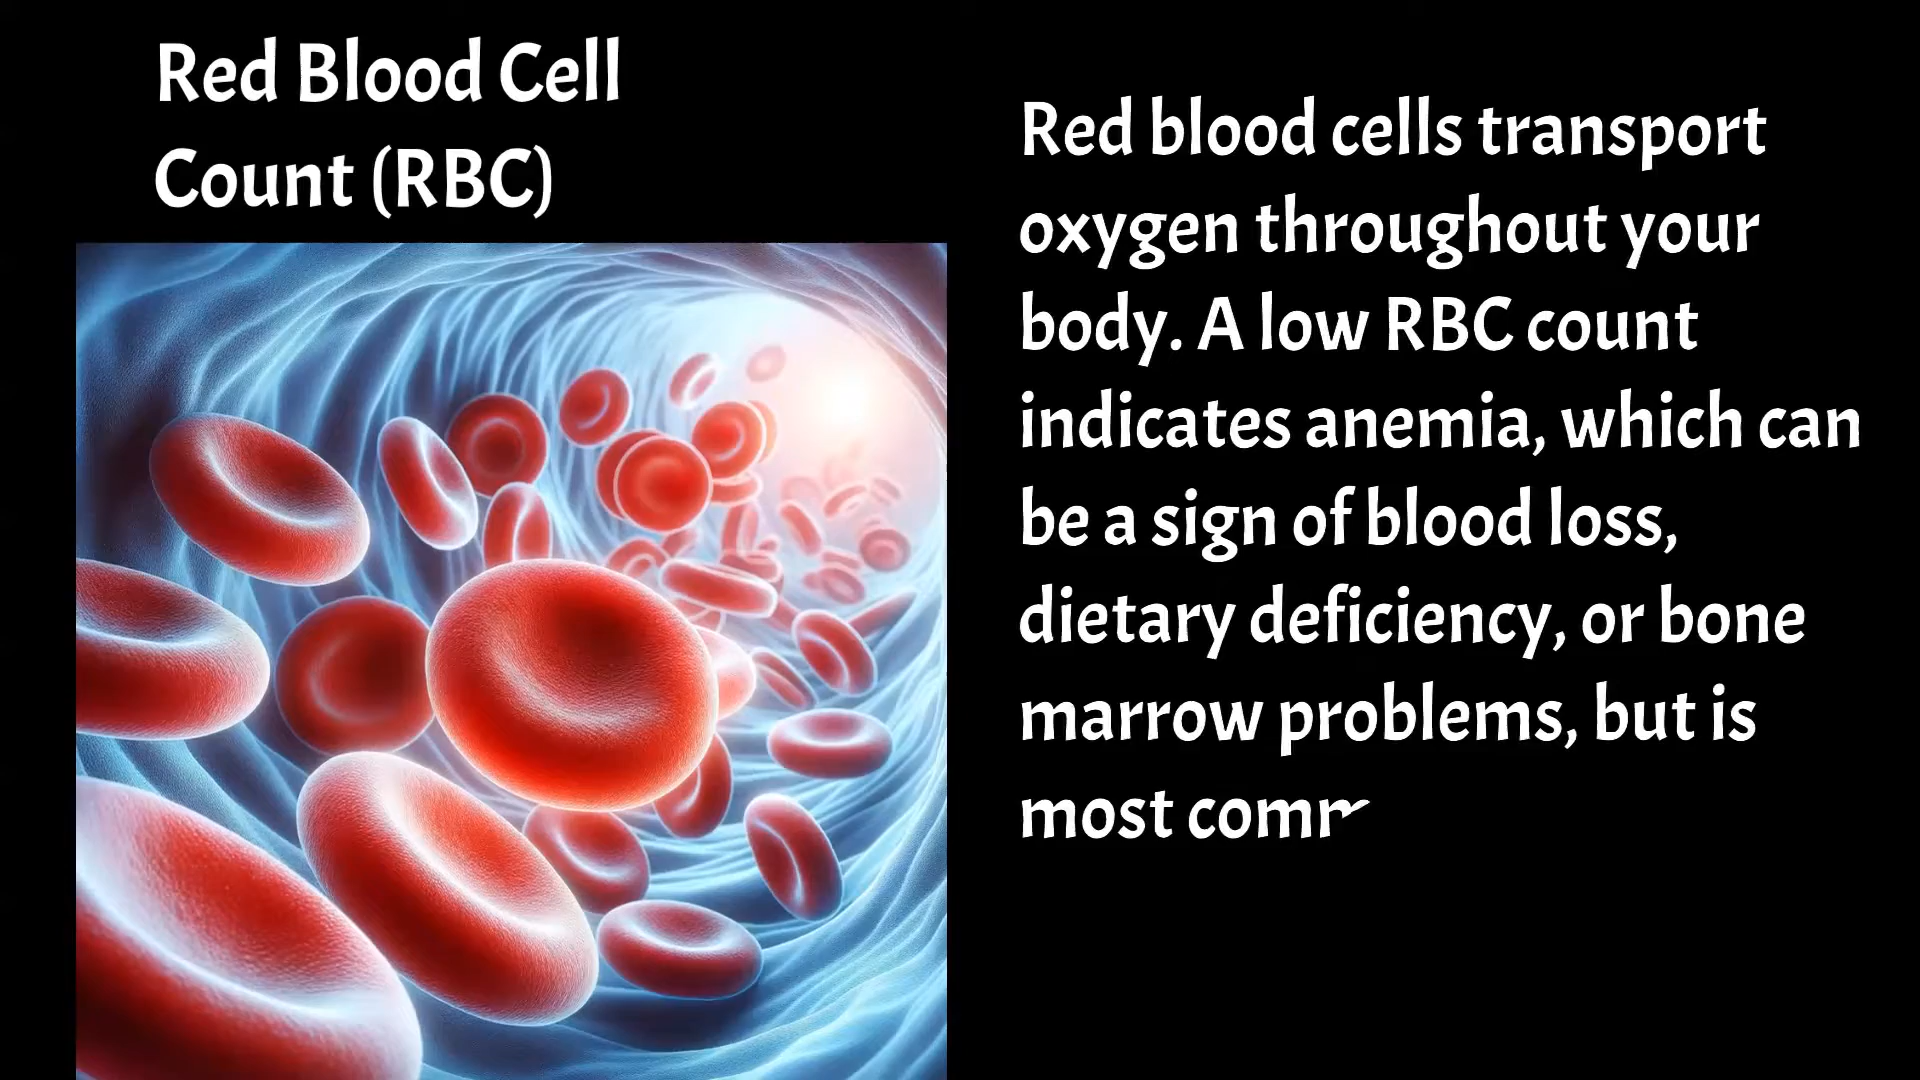 Red Blood Cell
Count (RBC)
Red blood cells transport
oxygen throughout your
body. A low RBC count
indicates anemia, which can
be a sign of blood loss,
dietary deficiency, or bone
marrow problems, but is
most